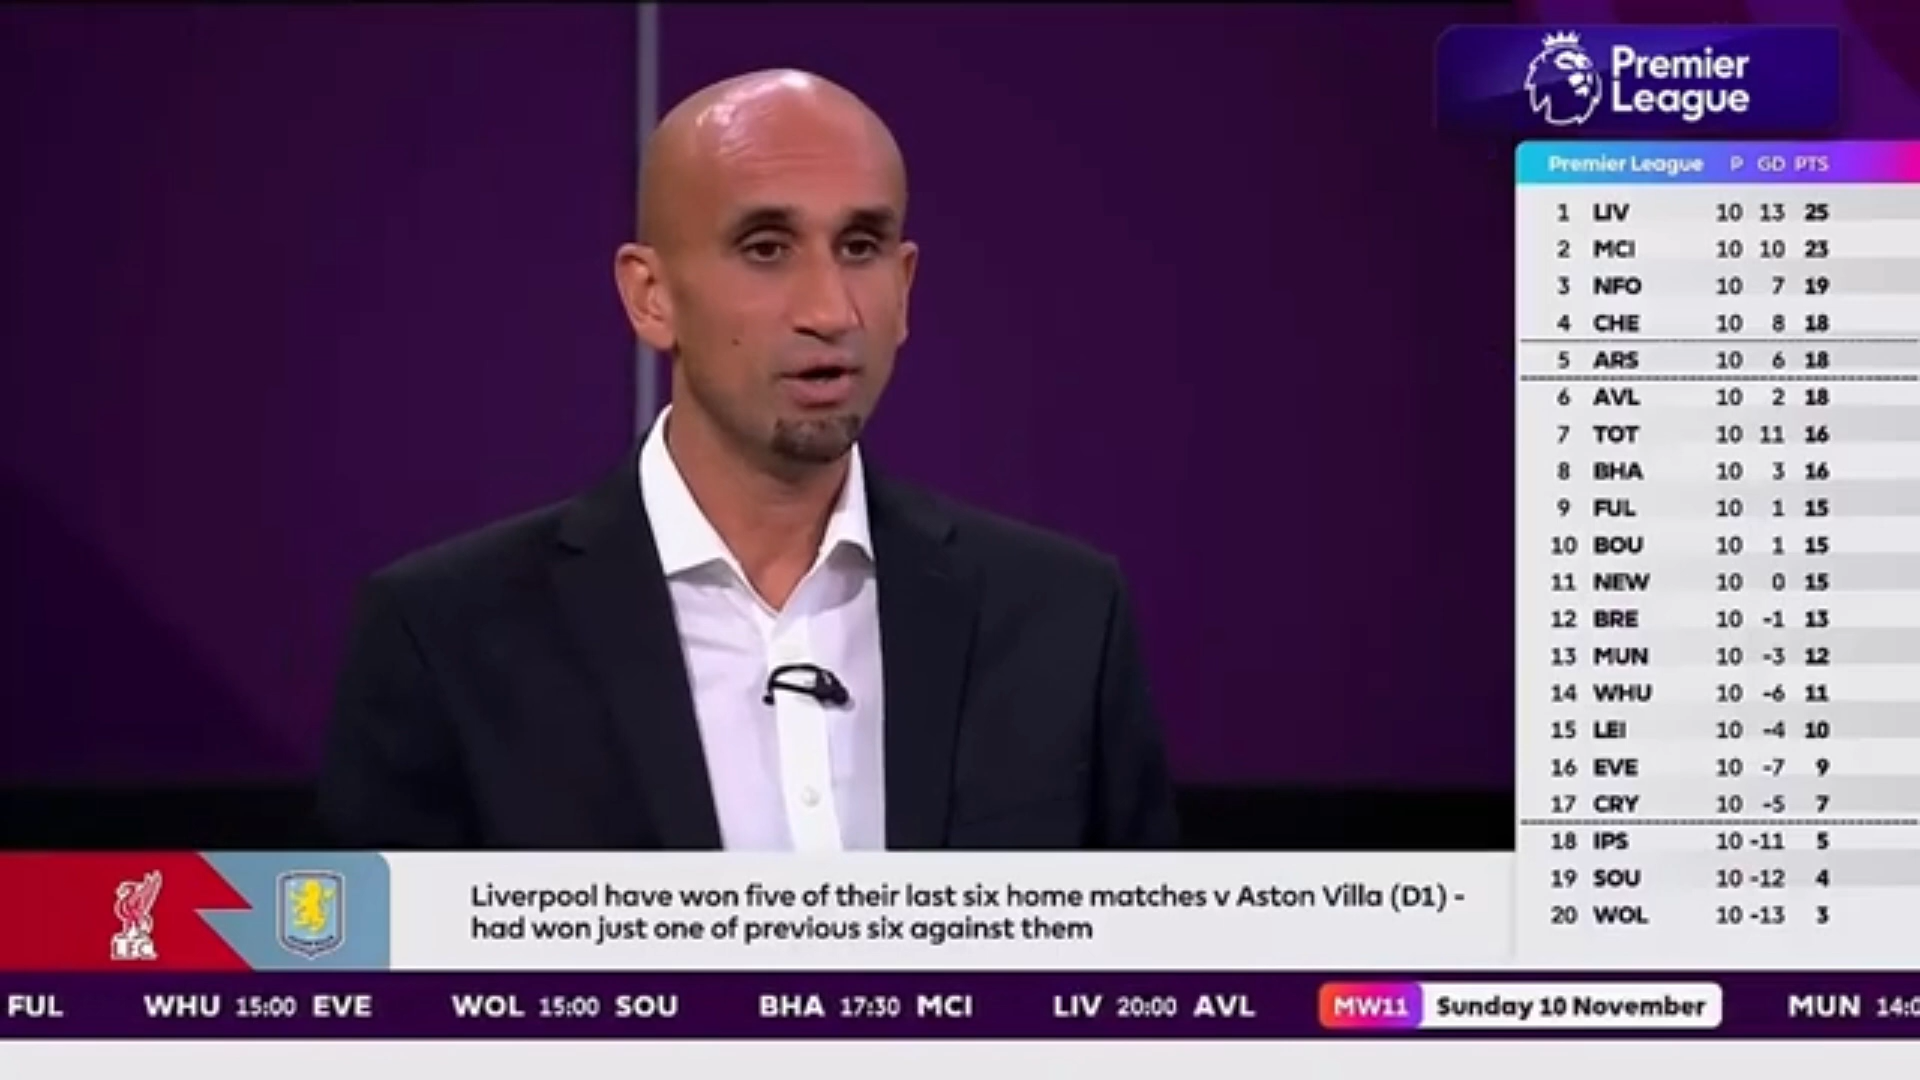 Premier
League
Premier League P GD PTS
1 LIV 10 13 25
2 MCI 10 10 23
3 NFO 10 7 19
4 CHE 10 8 18
5 ARS 10 6 18
6 AVL 10 2 18
7 TOT 10 11 16
8 BHA 10 3 16
9 FUL 10 1 15
10 BOU 10 1 15
11 NEW 10 0 15
12 BRE 10 -1 13
13 MUN 10 -3 12
14 WHU 10 -6 11
15 LEI 10 -4 10
16 EVE 10 -7 9
17 CRY 10 -5 7
18 IPS 10 -11 5
19 SOU 10 -12 4
20 WOL 10 -13 3
L.F.C.
Liverpool have won five of their last six home matches v Aston Villa (D1) -
had won just one of previous six against them
FUL WHU 15:00 EVE WOL 15:00 SOU BHA 17:30 MCI LIV 20:00 AVL MW11 Sunday 10 November MUN 14:0